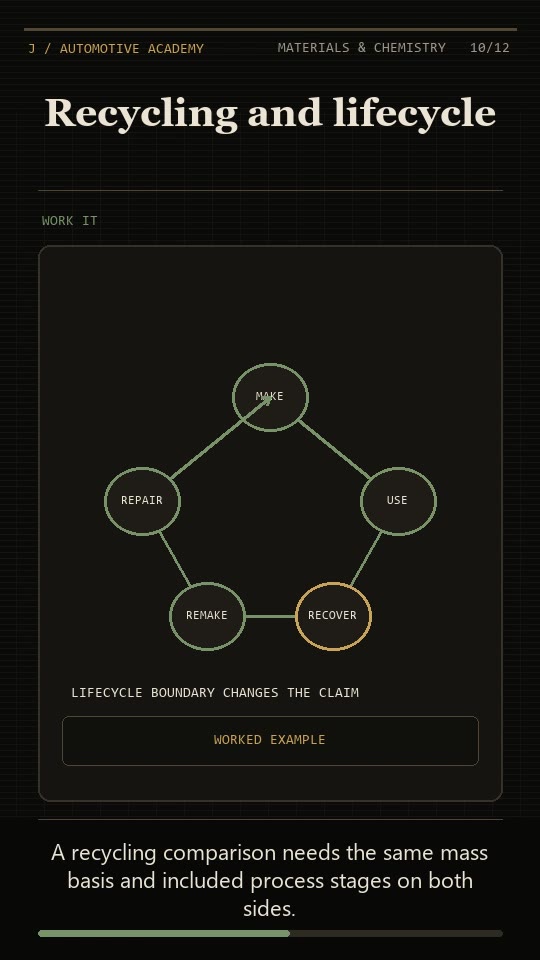 J / AUTOMOTIVE ACADEMY
MATERIALS & CHEMISTRY 10/12
Recycling and lifecycle
WORK IT
MAKE
REPAIR
USE
REMAKE
RECOVER
LIFECYCLE BOUNDARY CHANGES THE CLAIM
WORKED EXAMPLE
A recycling comparison needs the same mass
basis and included process stages on both
sides.